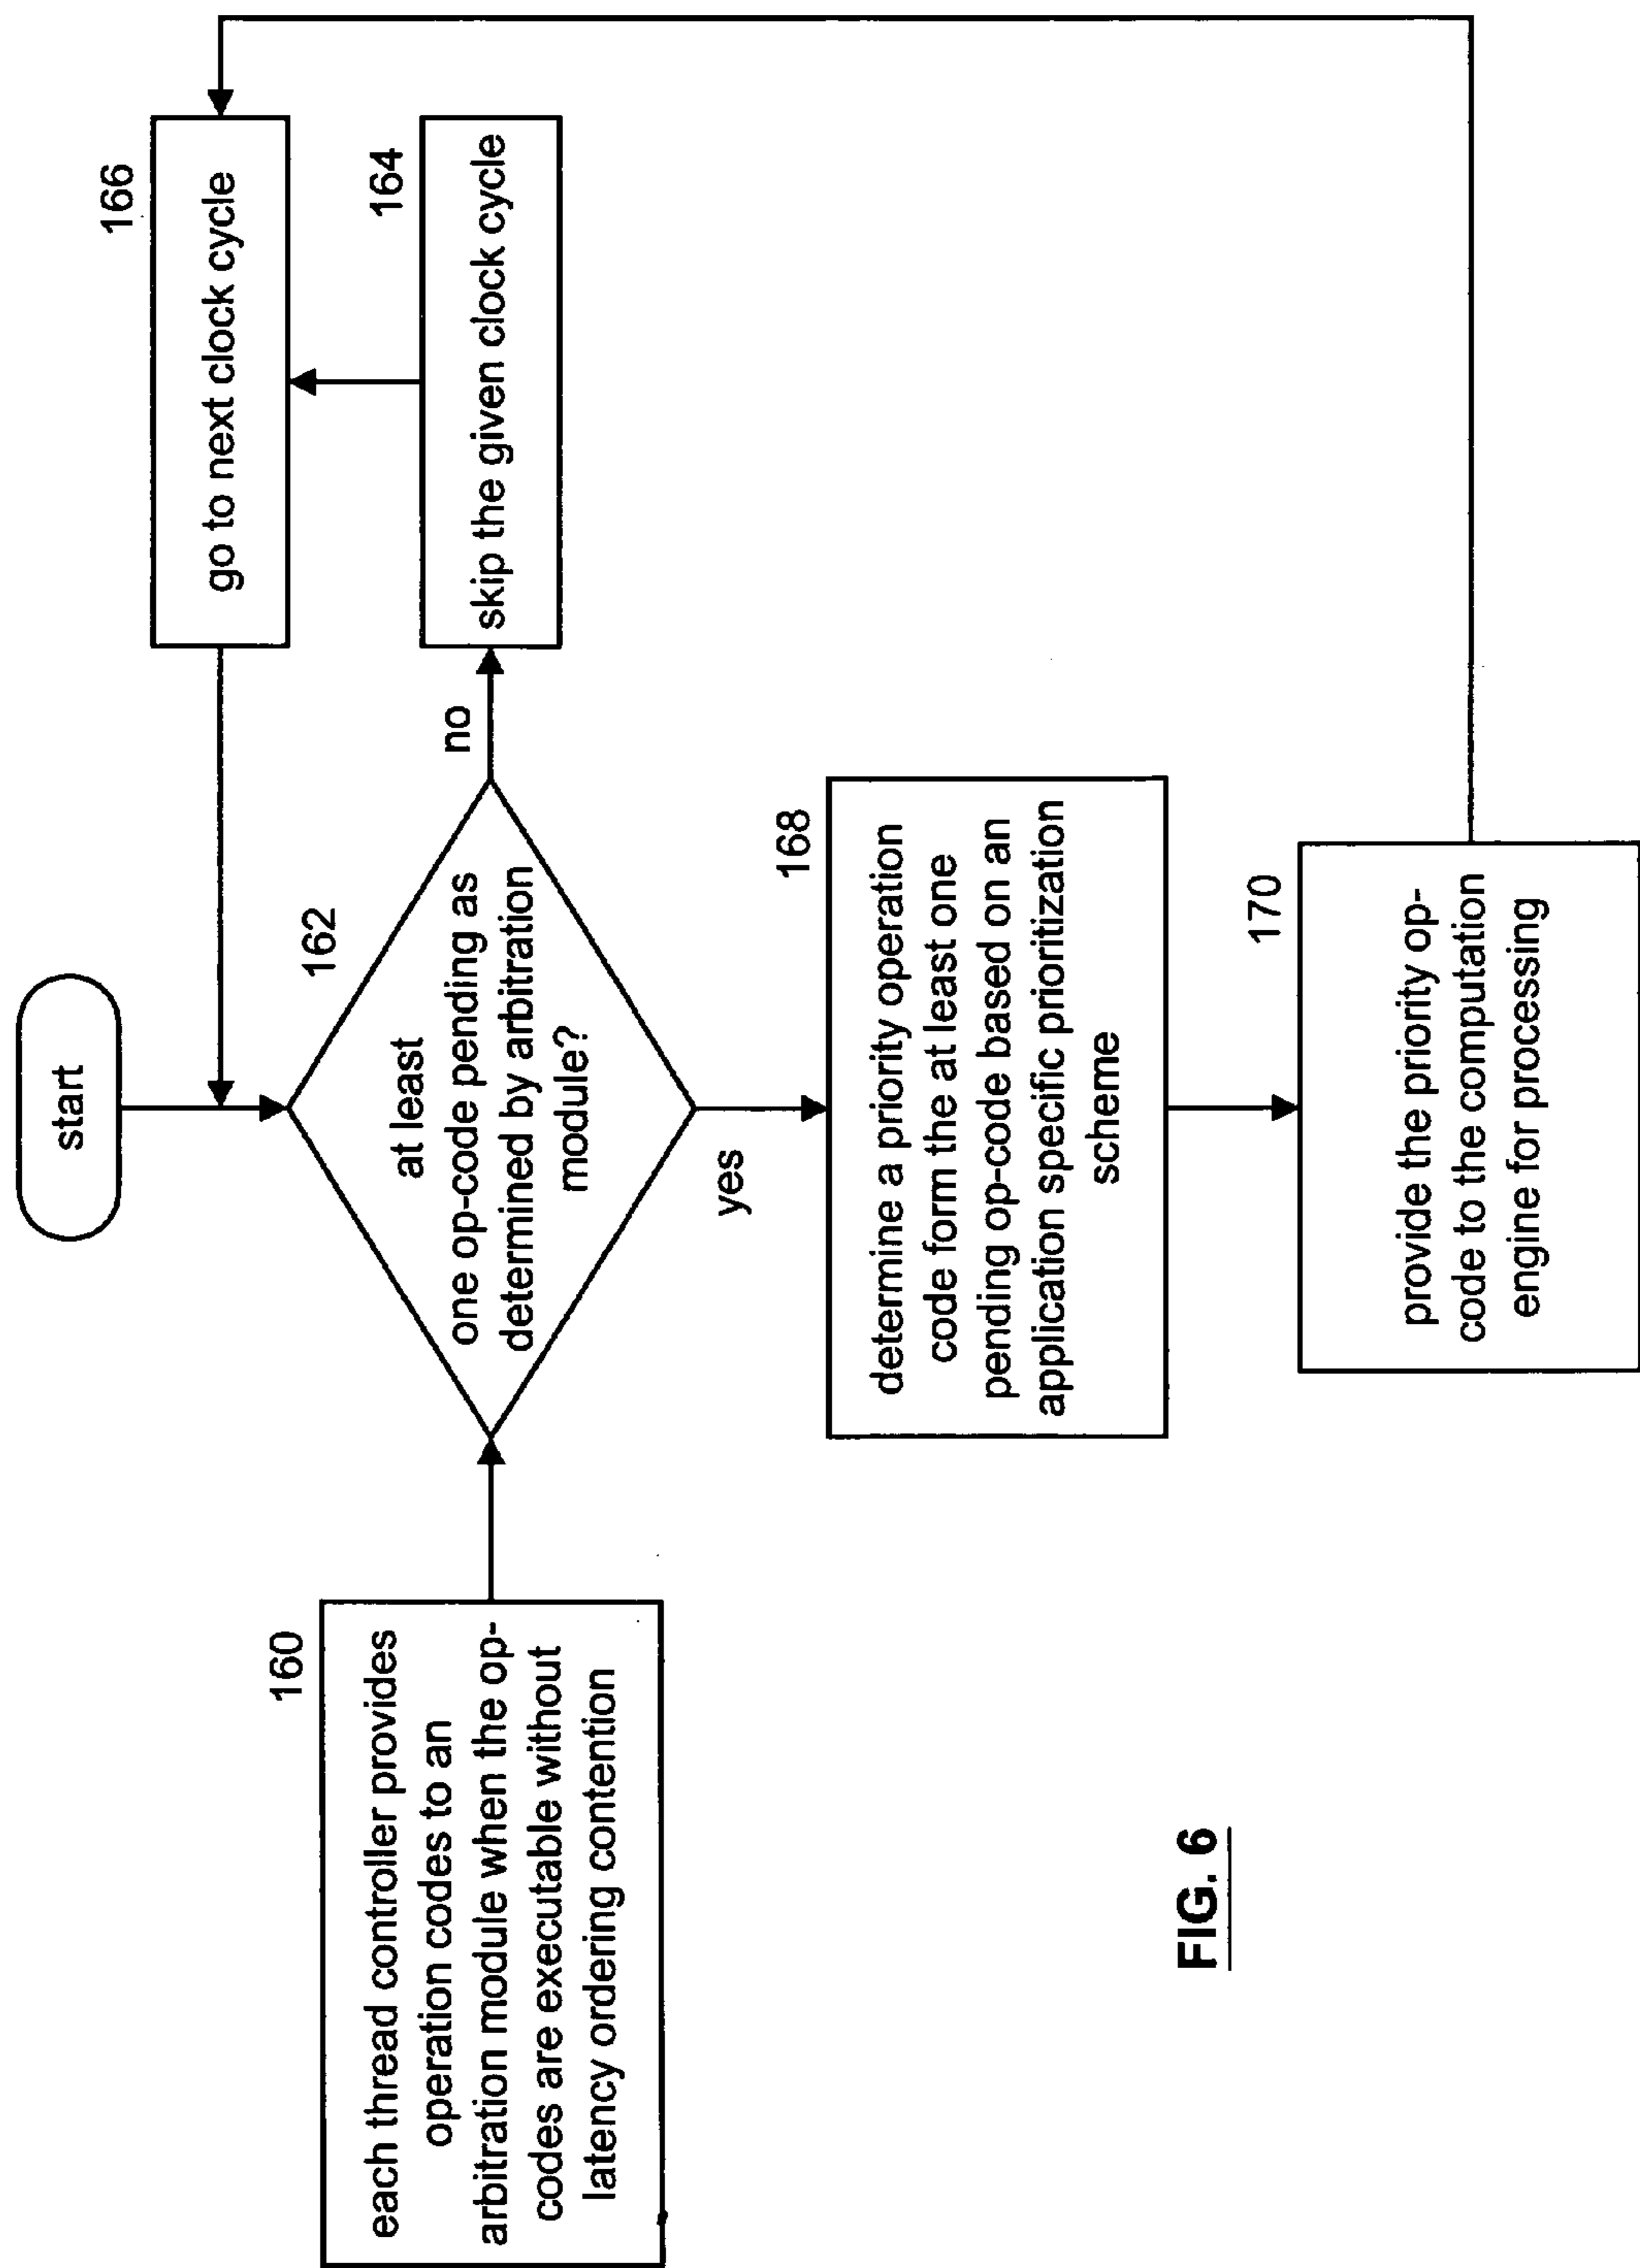 start
166
go to next clock cycle
164
skip the given clock cycle
162
at least
one op-code pending as
determined by arbitration
module?
no
yes
160
each thread controller provides
operation codes to an
arbitration module when the op-
codes are executable without
latency ordering contention
168
determine a priority operation
code form the at least one
pending op-code based on an
application specific prioritization
scheme
170
provide the priority op-
code to the computation
engine for processing
FIG. 6